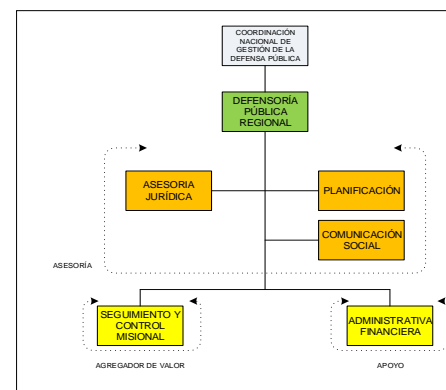 COORDINACIÓN
NACIONAL DE
GESTIÓN DE LA
DEFENSA PÚBLICA
DEFENSORÍA
PÚBLICA
REGIONAL
ASESORIA
JURÍDICA
PLANIFICACIÓN
COMUNICACIÓN
SOCIAL
ASESORÍA
SEGUIMIENTO Y
CONTROL
MISIONAL
ADMINISTRATIVA
FINANCIERA
AGREGADOR DE VALOR
APOYO